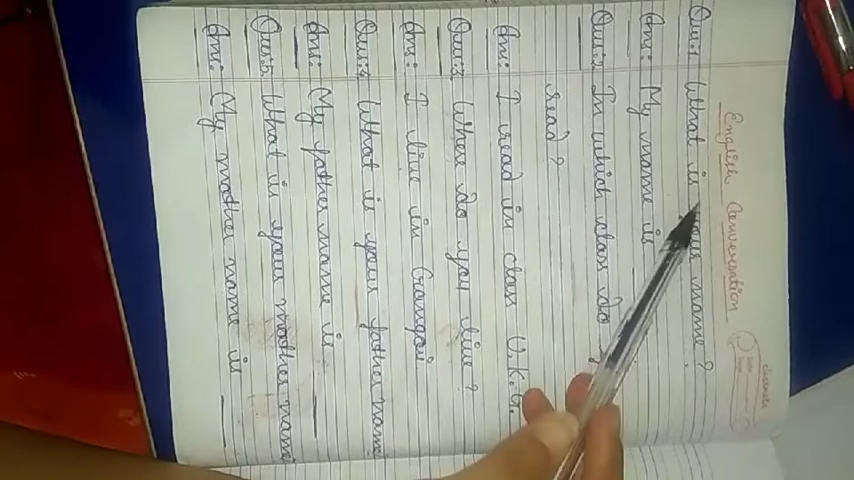 English Conversation
classmate
Ques:1 What is your name?
Ans: My name is
Ques:2 In which class do
read?
Ans: I read in class U.K.G.
Ques:3 Where do you live?
Ans: I live in Gangoi
Ques:4 What is your father name
Ans: My father name is
Ques:5 What is your mother name
Ans: My mother name is